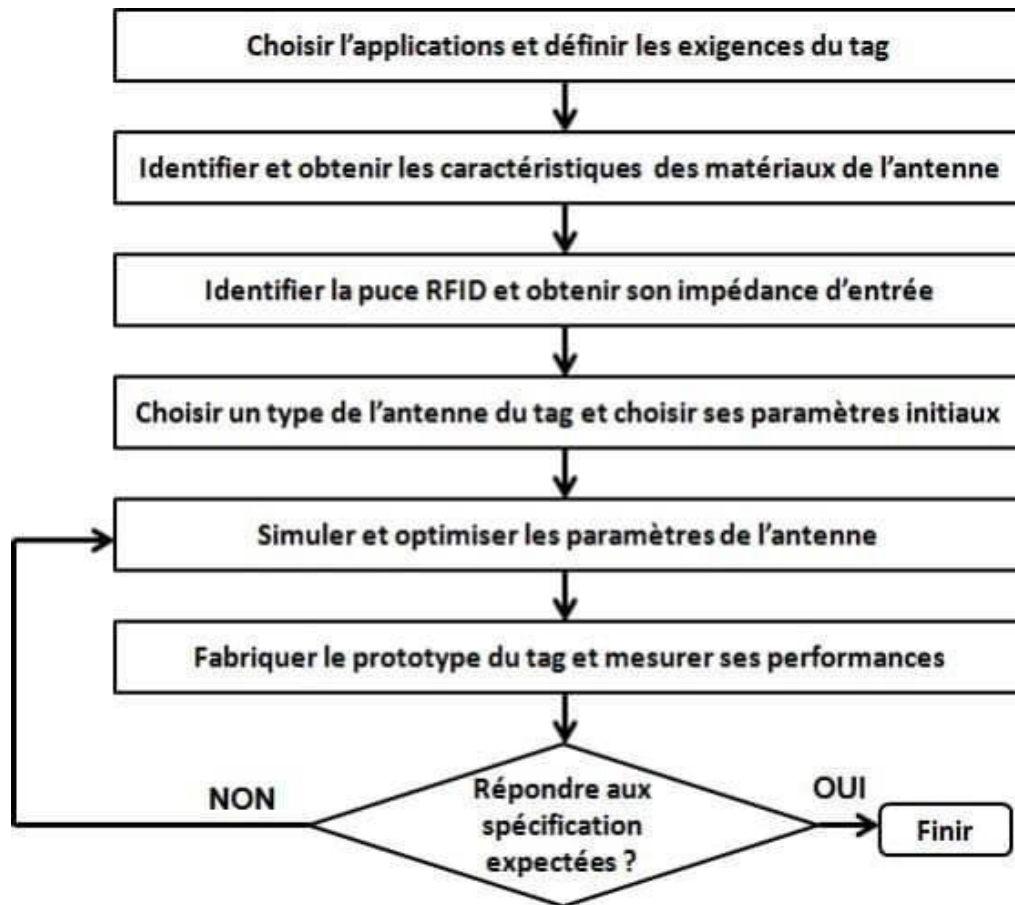 Choisir l'applications et définir les exigences du tag
Identifier et obtenir les caractéristiques des matériaux de l'antenne
Identifier la puce RFID et obtenir son impédance d'entrée
Choisir un type de l'antenne du tag et choisir ses paramètres initiaux
Simuler et optimiser les paramètres de l'antenne
Fabriquer le prototype du tag et mesurer ses performances
NON
Répondre aux
spécification
expectées ?
OUI
Finir